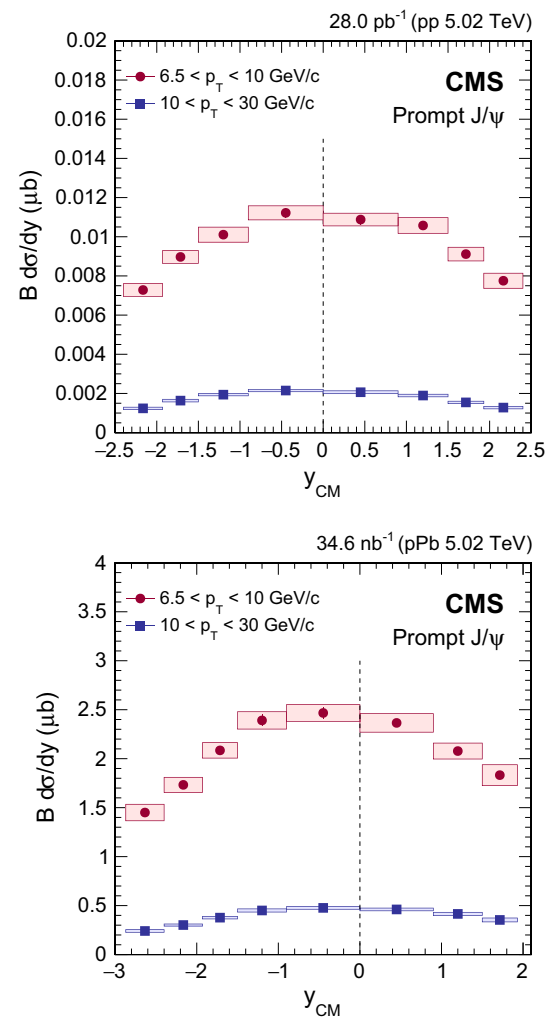 28.0 pb⁻¹ (pp 5.02 TeV)
0.02
0.018
0.016
0.014
0.012
0.01
0.008
0.006
0.004
0.002
0
B dσ/dy (μb)
6.5 < p_T < 10 GeV/c
10 < p_T < 30 GeV/c
CMS
Prompt J/ψ
−2.5 −2 −1.5 −1 −0.5 0 0.5 1 1.5 2 2.5
y_CM
34.6 nb⁻¹ (pPb 5.02 TeV)
4
3.5
3
2.5
2
1.5
1
0.5
0
B dσ/dy (μb)
6.5 < p_T < 10 GeV/c
10 < p_T < 30 GeV/c
CMS
Prompt J/ψ
−3 −2 −1 0 1 2
y_CM